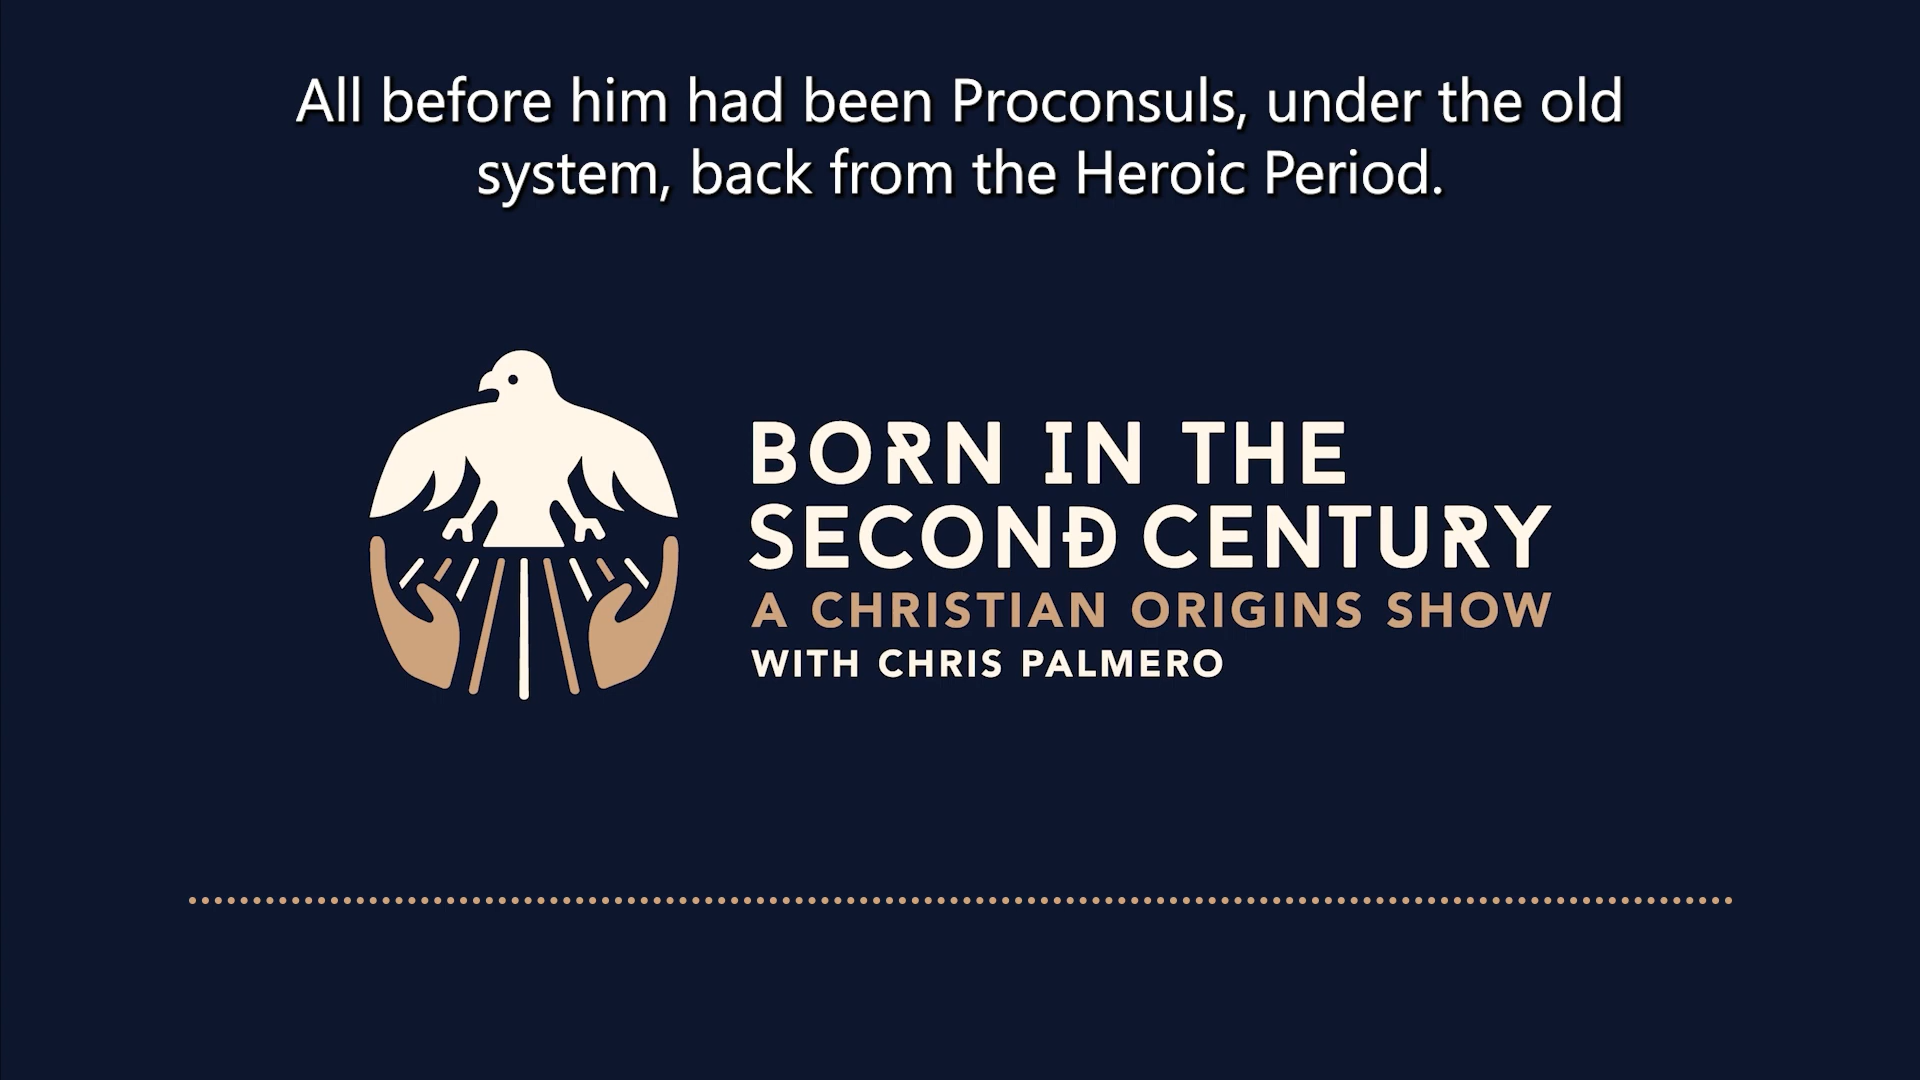 All before him had been Proconsuls, under the old
system, back from the Heroic Period.
BORN IN THE
SECOND CENTURY
A CHRISTIAN ORIGINS SHOW
WITH CHRIS PALMERO